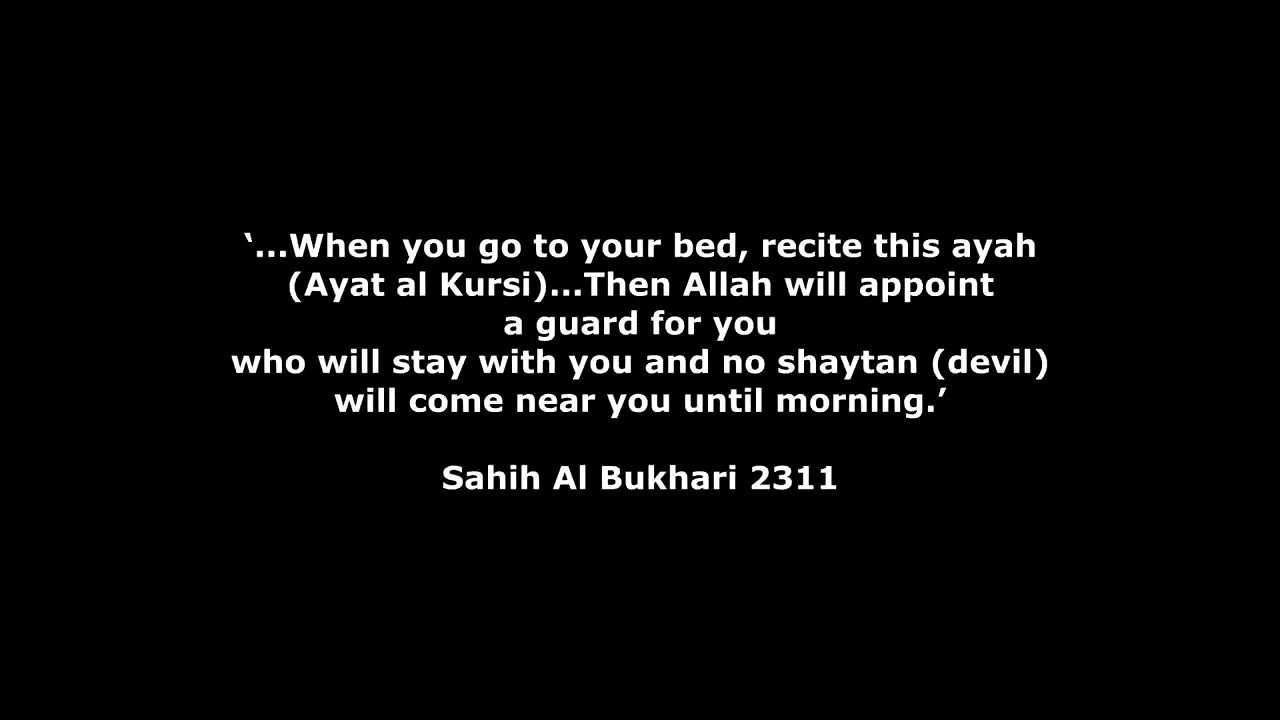 ‘...When you go to your bed, recite this ayah
(Ayat al Kursi)...Then Allah will appoint
a guard for you
who will stay with you and no shaytan (devil)
will come near you until morning.’
Sahih Al Bukhari 2311